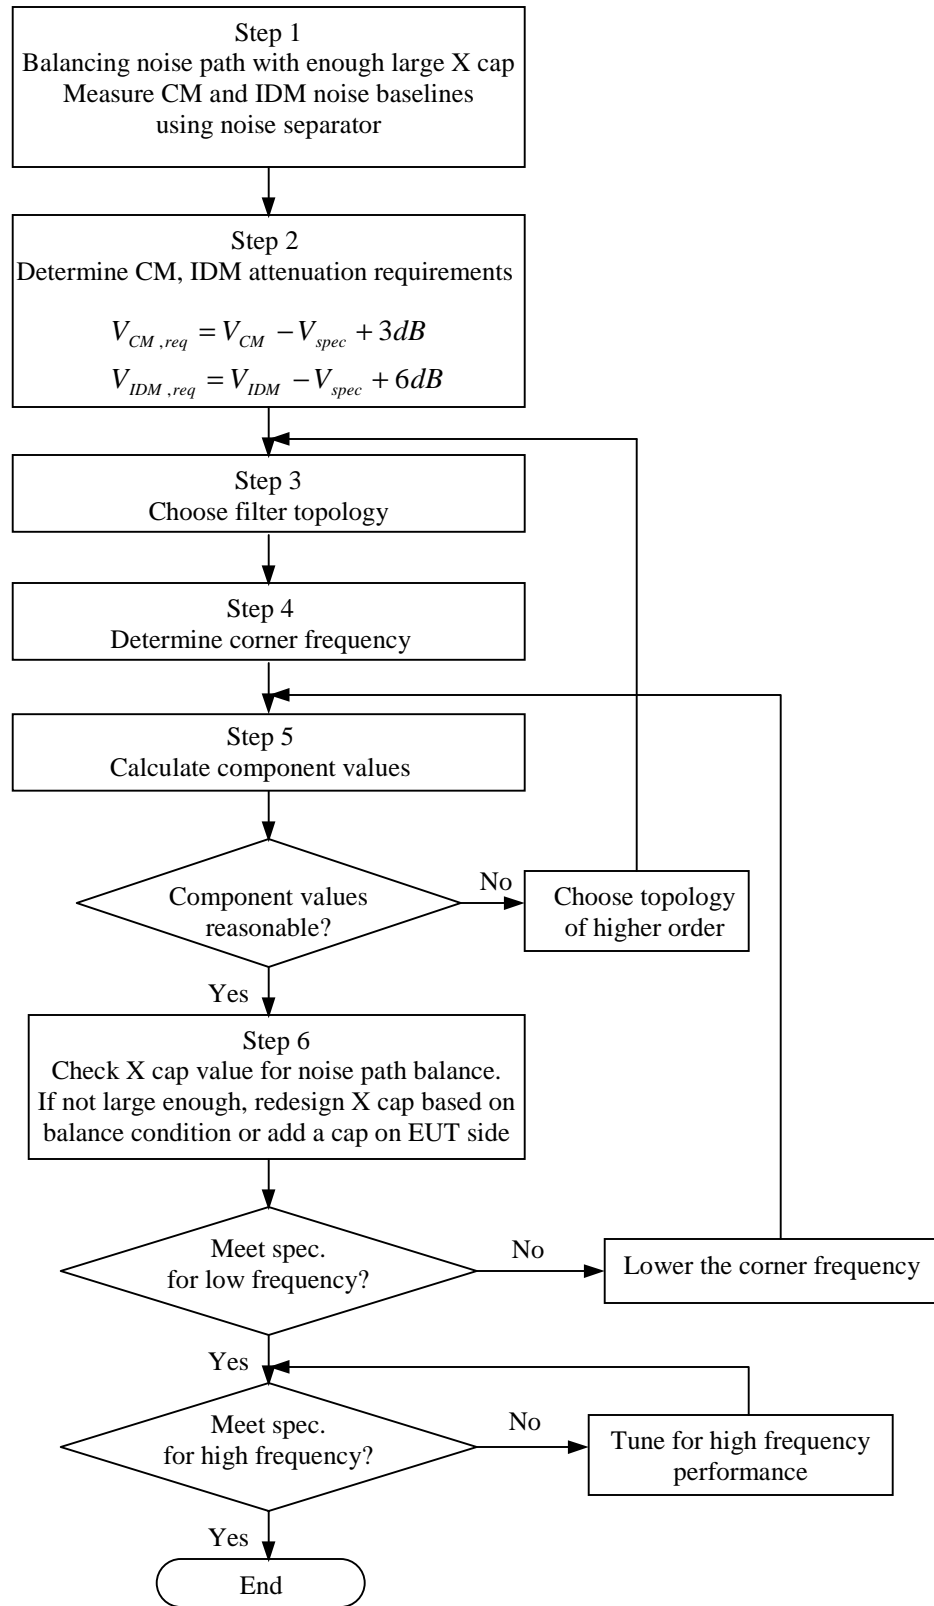 Step 1
Balancing noise path with enough large X cap
Measure CM and IDM noise baselines
using noise separator
Step 2
Determine CM, IDM attenuation requirements
V_{CM,req} = V_{CM} − V_{spec} + 3dB
V_{IDM,req} = V_{IDM} − V_{spec} + 6dB
Step 3
Choose filter topology
Step 4
Determine corner frequency
Step 5
Calculate component values
Component values
reasonable?
No
Choose topology
of higher order
Yes
Step 6
Check X cap value for noise path balance.
If not large enough, redesign X cap based on
balance condition or add a cap on EUT side
Meet spec.
for low frequency?
No
Lower the corner frequency
Yes
Meet spec.
for high frequency?
No
Tune for high frequency
performance
Yes
End